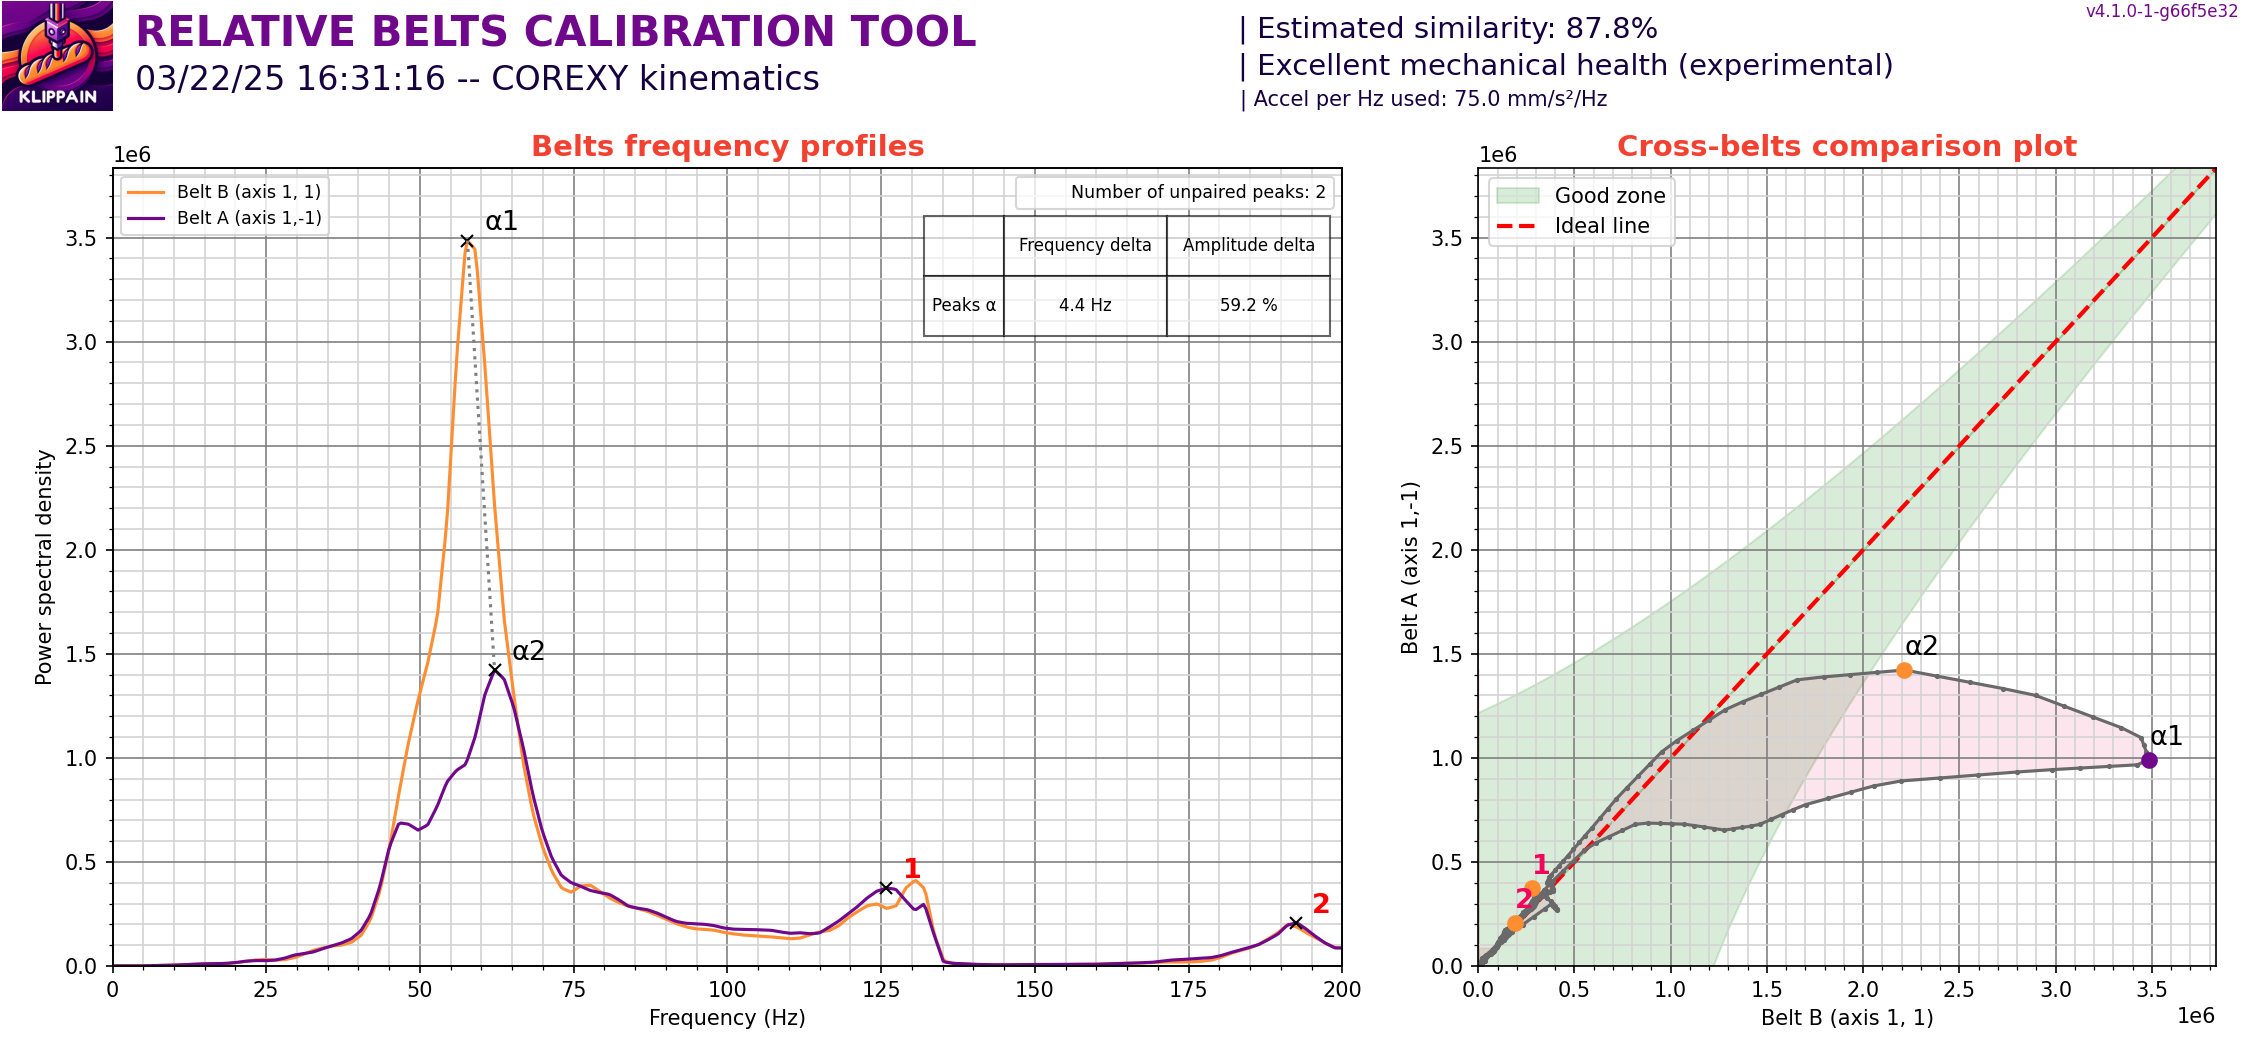 KLIPPAIN
RELATIVE BELTS CALIBRATION TOOL
03/22/25 16:31:16 -- COREXY kinematics
| Estimated similarity: 87.8%
| Excellent mechanical health (experimental)
| Accel per Hz used: 75.0 mm/s²/Hz
v4.1.0-1-g66f5e32
Belts frequency profiles
1e6
Belt B (axis 1, 1)
Belt A (axis 1,-1)
Number of unpaired peaks: 2
Frequency delta Amplitude delta
Peaks α 4.4 Hz 59.2 %
α1
α2
1
2
3.5
3.0
2.5
2.0
1.5
1.0
0.5
0.0
Power spectral density
0 25 50 75 100 125 150 175 200
Frequency (Hz)
Cross-belts comparison plot
1e6
Good zone
Ideal line
α2
α1
1
2
3.5
3.0
2.5
2.0
1.5
1.0
0.5
0.0
Belt A (axis 1,-1)
0.0 0.5 1.0 1.5 2.0 2.5 3.0 3.5
Belt B (axis 1, 1)
1e6